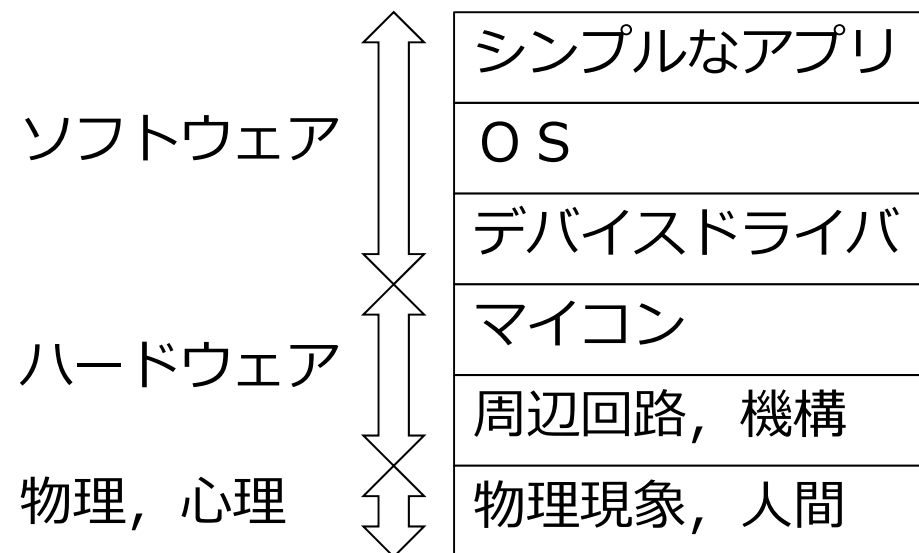 シンプルなアプリ
ソフトウェア
ＯＳ
デバイスドライバ
マイコン
ハードウェア
周辺回路，機構
物理，心理
物理現象，人間